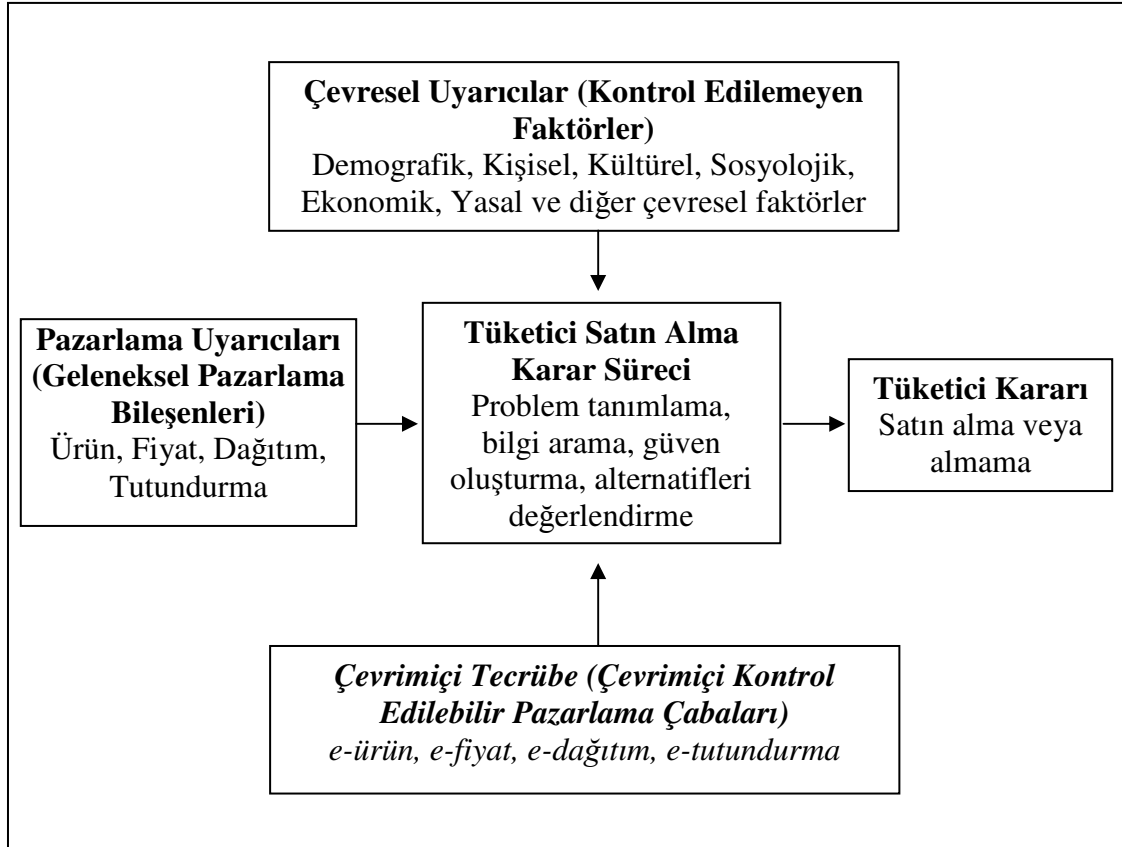 Çevresel Uyarıcılar (Kontrol Edilemeyen
Faktörler)
Demografik, Kişisel, Kültürel, Sosyolojik,
Ekonomik, Yasal ve diğer çevresel faktörler
Pazarlama Uyarıcıları
(Geleneksel Pazarlama
Bileşenleri)
Ürün, Fiyat, Dağıtım,
Tutundurma
Tüketici Satın Alma
Karar Süreci
Problem tanımlama,
bilgi arama, güven
oluşturma, alternatifleri
değerlendirme
Tüketici Kararı
Satın alma veya
almama
Çevrimiçi Tecrübe (Çevrimiçi Kontrol
Edilebilir Pazarlama Çabaları)
e-ürün, e-fiyat, e-dağıtım, e-tutundurma